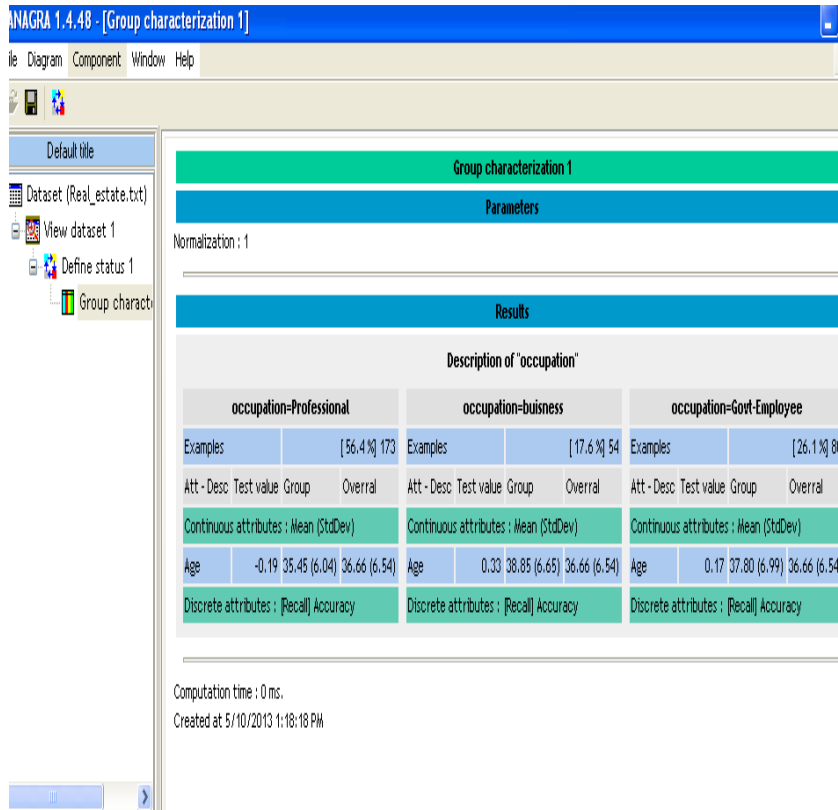 ANAGRA 1.4.48 - [Group characterization 1]
ile Diagram Component Window Help
Default title
Dataset (Real_estate.txt)
View dataset 1
Define status 1
Group characte
Group characterization 1
Parameters
Normalization : 1
Results
Description of "occupation"
occupation=Professional
Examples [ 56.4 %] 173
Att - Desc Test value Group Overral
Continuous attributes : Mean (StdDev)
Age -0.19 35.45 (6.04) 36.66 (6.54)
Discrete attributes : [Recall] Accuracy
occupation=buisness
Examples [ 17.6 %] 54
Att - Desc Test value Group Overral
Continuous attributes : Mean (StdDev)
Age 0.33 38.85 (6.65) 36.66 (6.54)
Discrete attributes : [Recall] Accuracy
occupation=Govt-Employee
Examples [ 26.1 %] 80
Att - Desc Test value Group Overral
Continuous attributes : Mean (StdDev)
Age 0.17 37.80 (6.99) 36.66 (6.54
Discrete attributes : [Recall] Accuracy
Computation time : 0 ms.
Created at 5/10/2013 1:18:18 PM